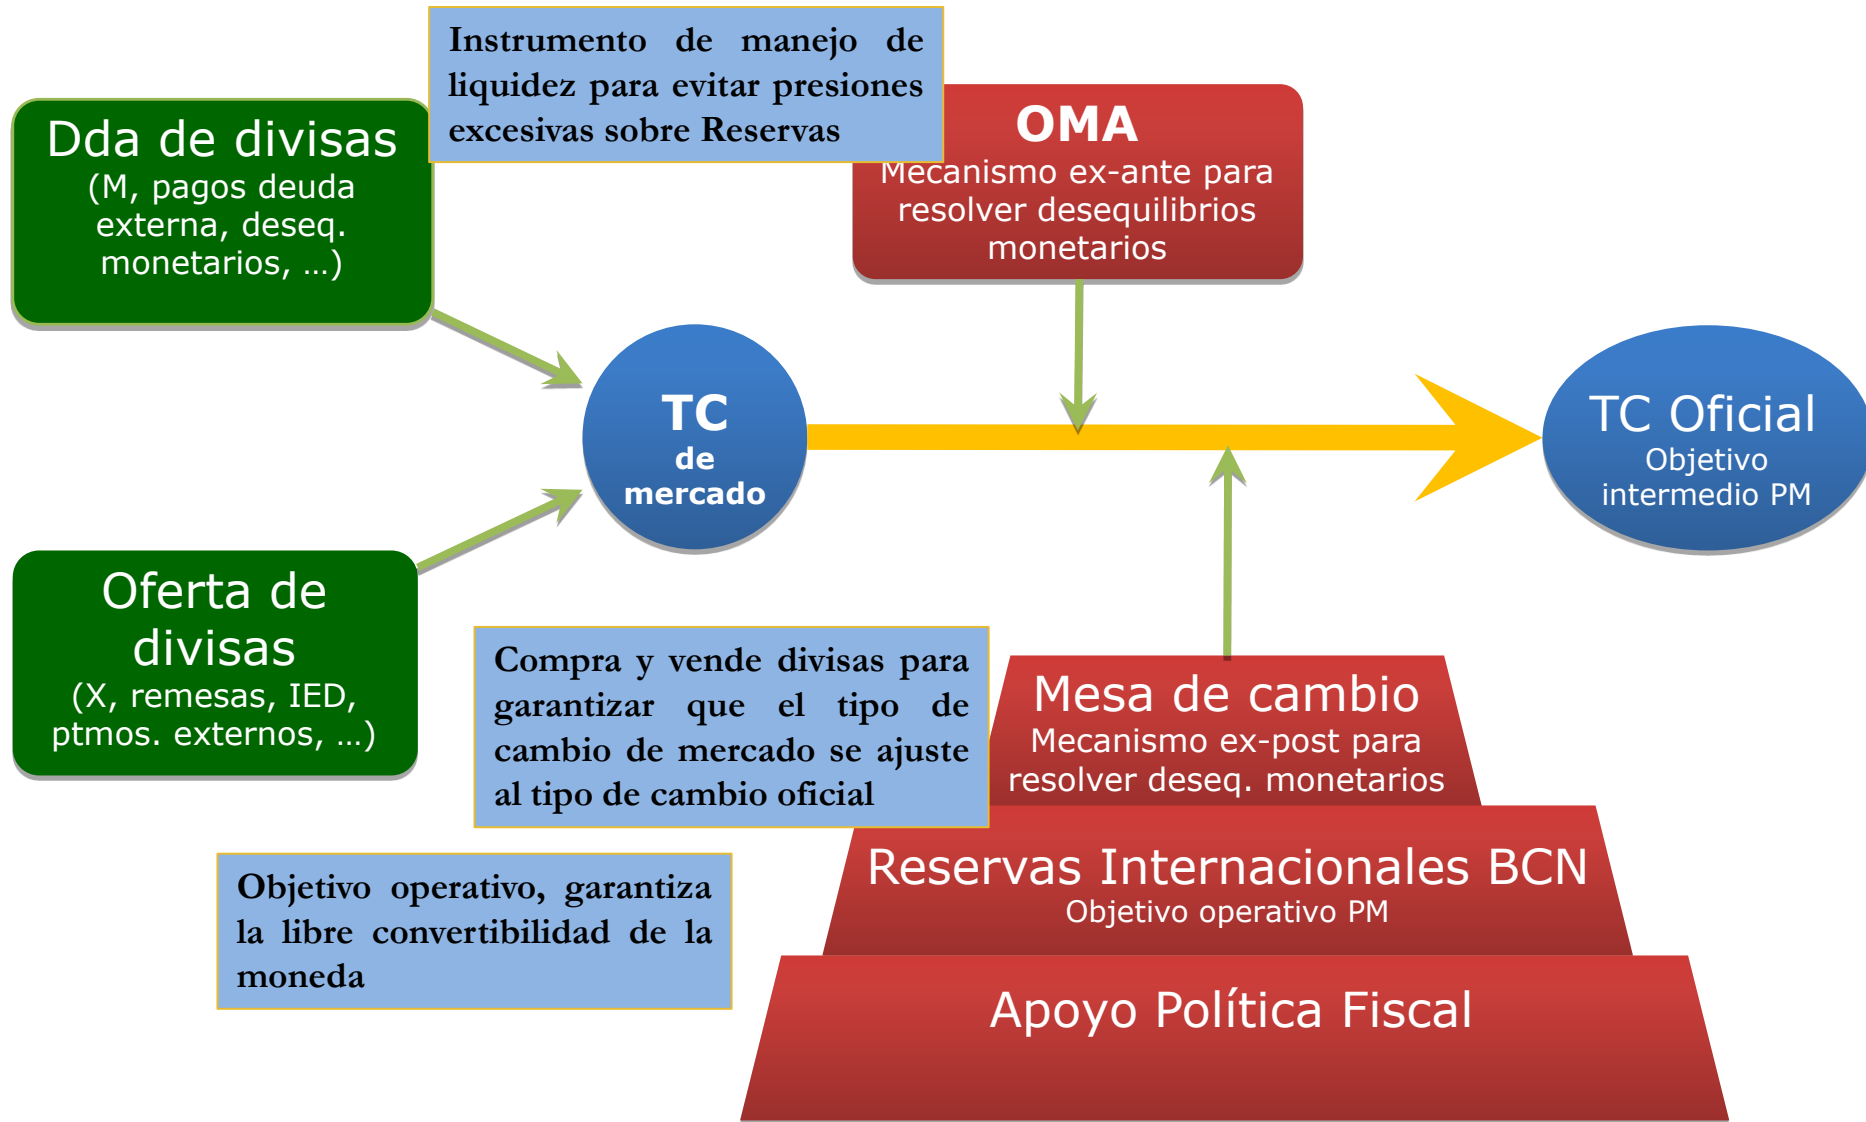 Instrumento de manejo de
liquidez para evitar presiones
excesivas sobre Reservas
Dda de divisas
(M, pagos deuda
externa, deseq.
monetarios, ...)
OMA
Mecanismo ex-ante para
resolver desequilibrios
monetarios
TC
de
mercado
TC Oficial
Objetivo
intermedio PM
Oferta de
divisas
(X, remesas, IED,
ptmos. externos, ...)
Compra y vende divisas para
garantizar que el tipo de
cambio de mercado se ajuste
al tipo de cambio oficial
Mesa de cambio
Mecanismo ex-post para
resolver deseq. monetarios
Reservas Internacionales BCN
Objetivo operativo PM
Objetivo operativo, garantiza
la libre convertibilidad de la
moneda
Apoyo Política Fiscal